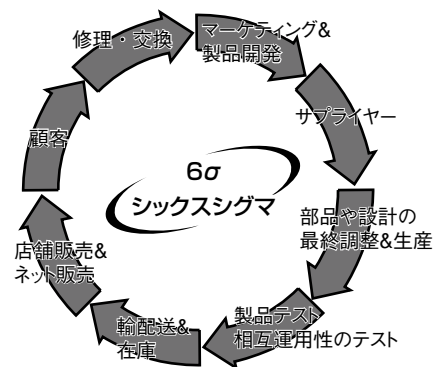 マーケティング&
製品開発
サプライヤー
部品や設計の
最終調整&生産
製品テスト
相互運用性のテスト
輸配送&
在庫
店舗販売&
ネット販売
顧客
修理・交換
6σ
シックスシグマ